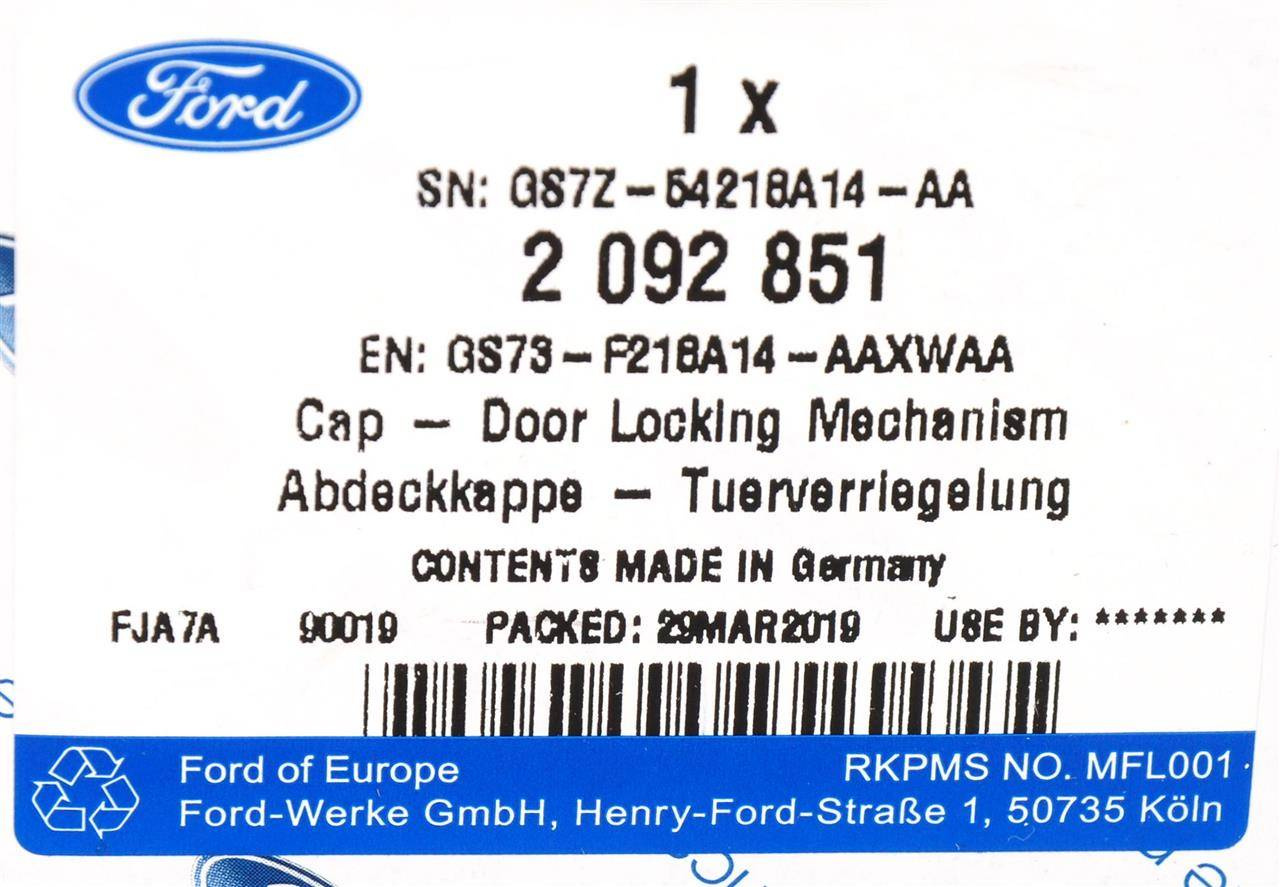 Ford
1 x
SN: GS7Z-54218A14-AA
2 092 851
EN: GS73-F218A14-AAXWAA
Cap - Door Locking Mechanism
Abdeckkappe - Tuerverriegelung
CONTENTS MADE IN Germany
FJA7A 90019 PACKED: 29MAR2019 USE BY: *******
Ford of Europe RKPMS NO. MFL001
Ford-Werke GmbH, Henry-Ford-Straße 1, 50735 Köln